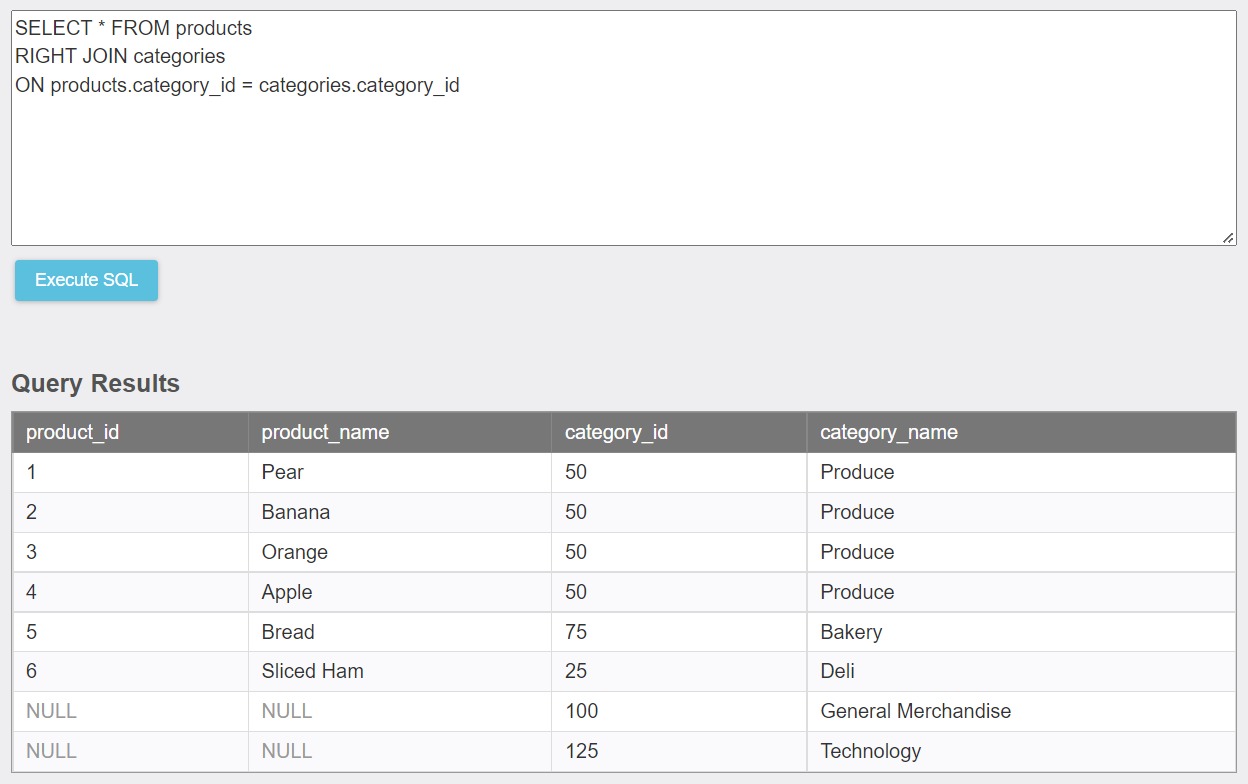 SELECT * FROM products
RIGHT JOIN categories
ON products.category_id = categories.category_id
Execute SQL
Query Results
product_id product_name category_id category_name
1 Pear 50 Produce
2 Banana 50 Produce
3 Orange 50 Produce
4 Apple 50 Produce
5 Bread 75 Bakery
6 Sliced Ham 25 Deli
NULL NULL 100 General Merchandise
NULL NULL 125 Technology